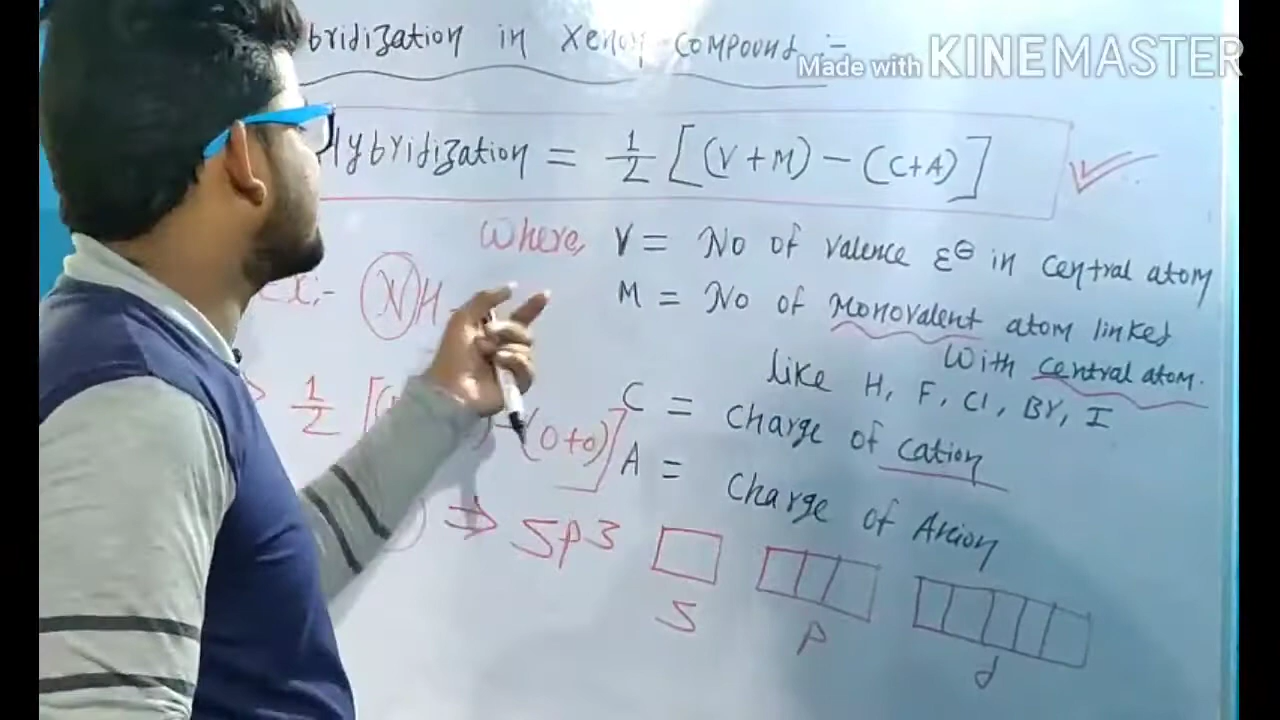 bridization in Xenon compound :-
Made with KINEMASTER
Hybridization = 1/2 [(V+M) - (C+A)]
Where, V = No of valence e⊖ in central atom
Ex:- NH
M = No of Monovalent atom linked
with central atom.
like H, F, Cl, Br, I
1/2 [( ) - (0+0)]
C = Charge of cation
A = Charge of Anion
⇒ SP3
S P d